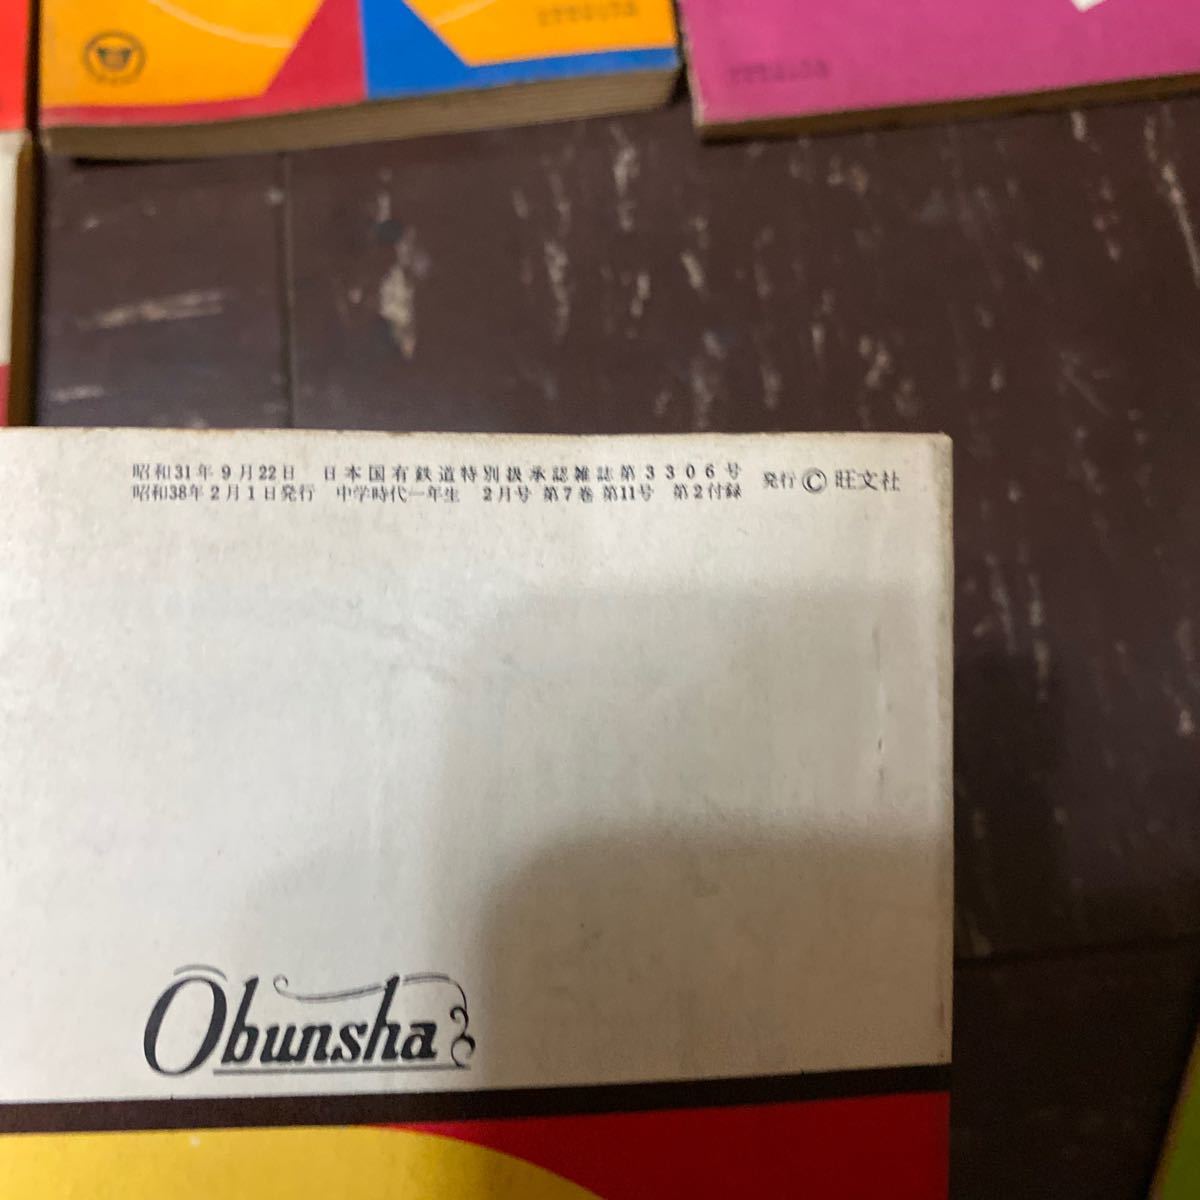 昭和31年9月22日 日本国有鉄道特別扱承認雑誌第3306号
昭和38年2月1日発行 中学時代一年生 2月号 第7巻 第11号 第2付録
発行 © 旺文社
Obunsha